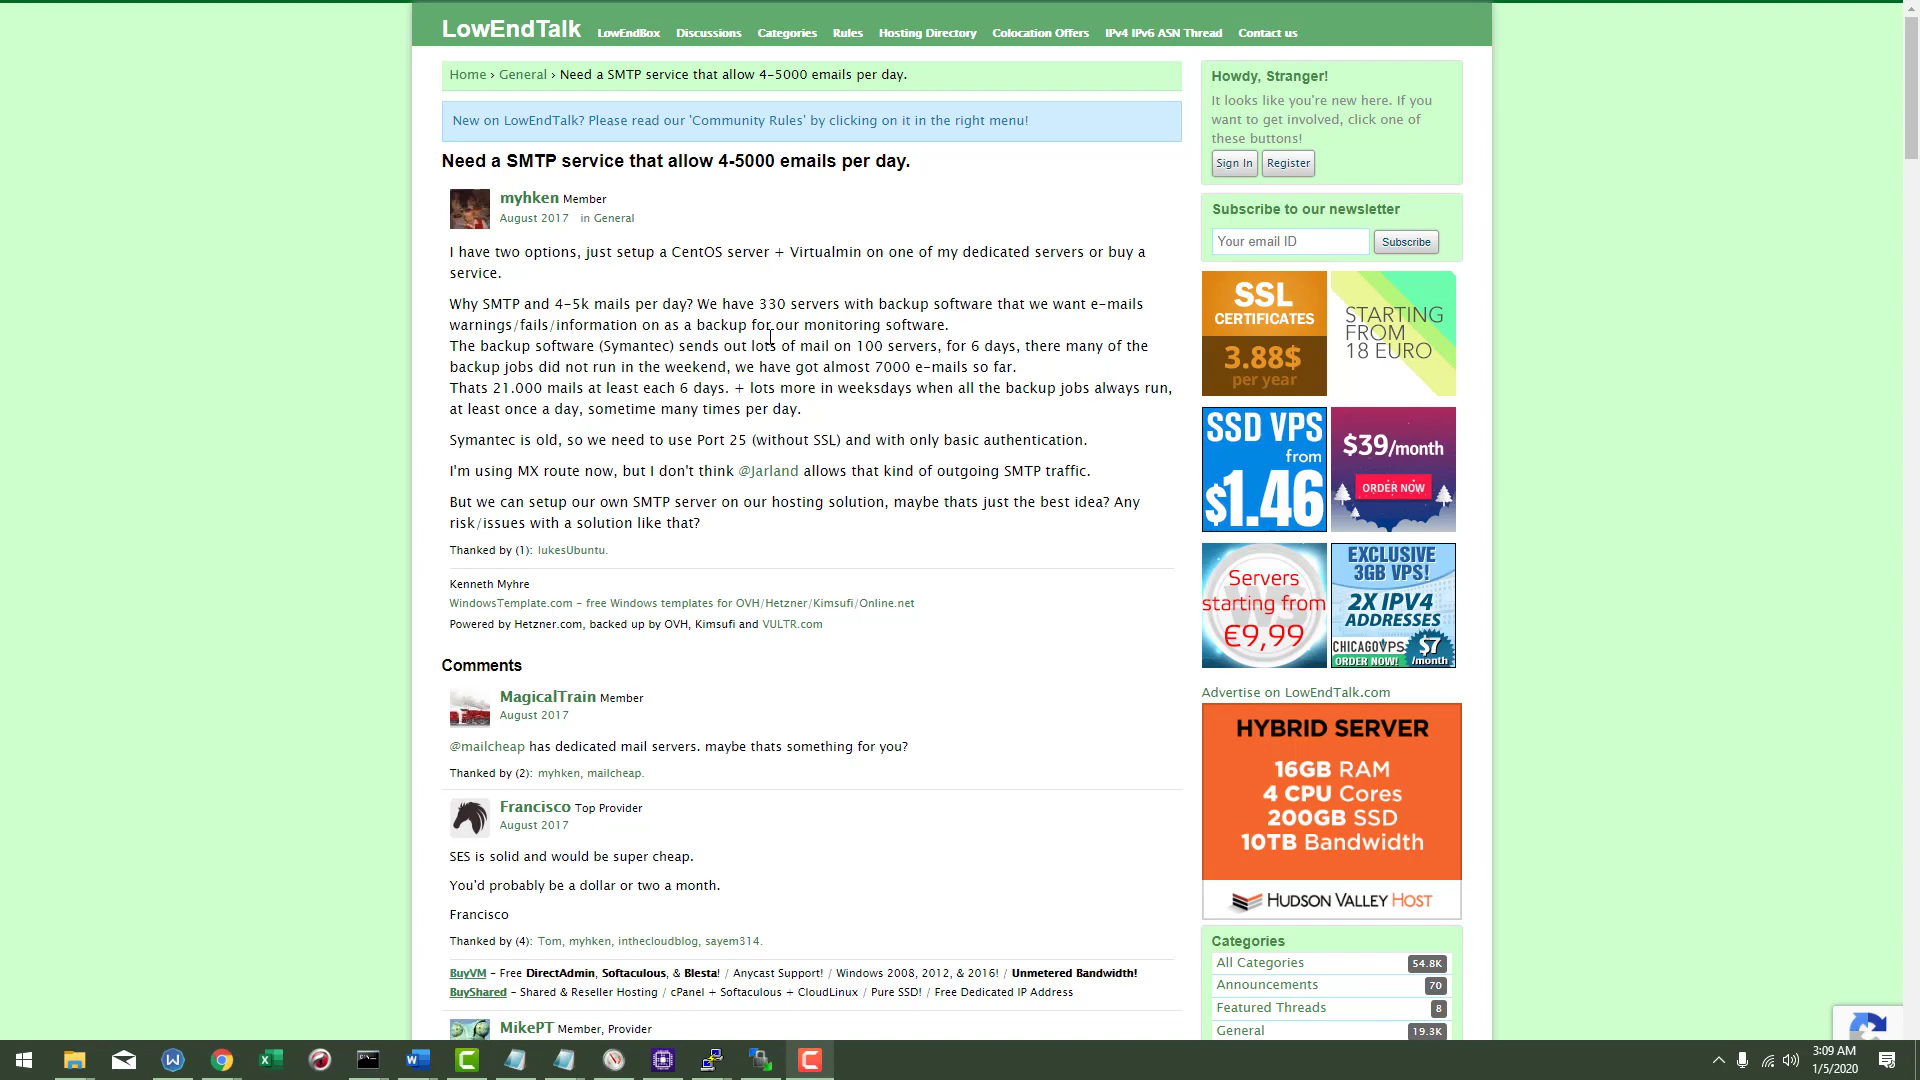 LowEndTalk LowEndBox Discussions Categories Rules Hosting Directory Colocation Offers IPv4 IPv6 ASN Thread Contact us
Home › General › Need a SMTP service that allow 4-5000 emails per day.
New on LowEndTalk? Please read our 'Community Rules' by clicking on it in the right menu!
Need a SMTP service that allow 4-5000 emails per day.
myhken Member
August 2017 in General
I have two options, just setup a CentOS server + Virtualmin on one of my dedicated servers or buy a
service.
Why SMTP and 4-5k mails per day? We have 330 servers with backup software that we want e-mails
warnings/fails/information on as a backup for our monitoring software.
The backup software (Symantec) sends out lots of mail on 100 servers, for 6 days, there many of the
backup jobs did not run in the weekend, we have got almost 7000 e-mails so far.
Thats 21.000 mails at least each 6 days. + lots more in weeksdays when all the backup jobs always run,
at least once a day, sometime many times per day.
Symantec is old, so we need to use Port 25 (without SSL) and with only basic authentication.
I'm using MX route now, but I don't think @Jarland allows that kind of outgoing SMTP traffic.
But we can setup our own SMTP server on our hosting solution, maybe thats just the best idea? Any
risk/issues with a solution like that?
Thanked by (1): lukesUbuntu.
Kenneth Myhre
WindowsTemplate.com - free Windows templates for OVH/Hetzner/Kimsufi/Online.net
Powered by Hetzner.com, backed up by OVH, Kimsufi and VULTR.com
Comments
MagicalTrain Member
August 2017
@mailcheap has dedicated mail servers. maybe thats something for you?
Thanked by (2): myhken, mailcheap.
Francisco Top Provider
August 2017
SES is solid and would be super cheap.
You'd probably be a dollar or two a month.
Francisco
Thanked by (4): Tom, myhken, inthecloudblog, sayem314.
BuyVM - Free DirectAdmin, Softaculous, & Blesta! / Anycast Support! / Windows 2008, 2012, & 2016! / Unmetered Bandwidth!
BuyShared - Shared & Reseller Hosting / cPanel + Softaculous + CloudLinux / Pure SSD! / Free Dedicated IP Address
MikePT Member, Provider
Howdy, Stranger!
It looks like you're new here. If you
want to get involved, click one of
these buttons!
Sign In Register
Subscribe to our newsletter
Your email ID Subscribe
SSL
CERTIFICATES
3.88$
per year
STARTING
FROM
18 EURO
SSD VPS
from
$1.46
$39/month
ORDER NOW
Servers
starting from
€9,99
EXCLUSIVE
3GB VPS!
2X IPV4
ADDRESSES
CHICAGOVPS
ORDER NOW!
$7
/month
Advertise on LowEndTalk.com
HYBRID SERVER
16GB RAM
4 CPU Cores
200GB SSD
10TB Bandwidth
HUDSON VALLEY HOST
Categories
All Categories 54.8K
Announcements 70
Featured Threads 8
General 19.3K
3:09 AM
1/5/2020